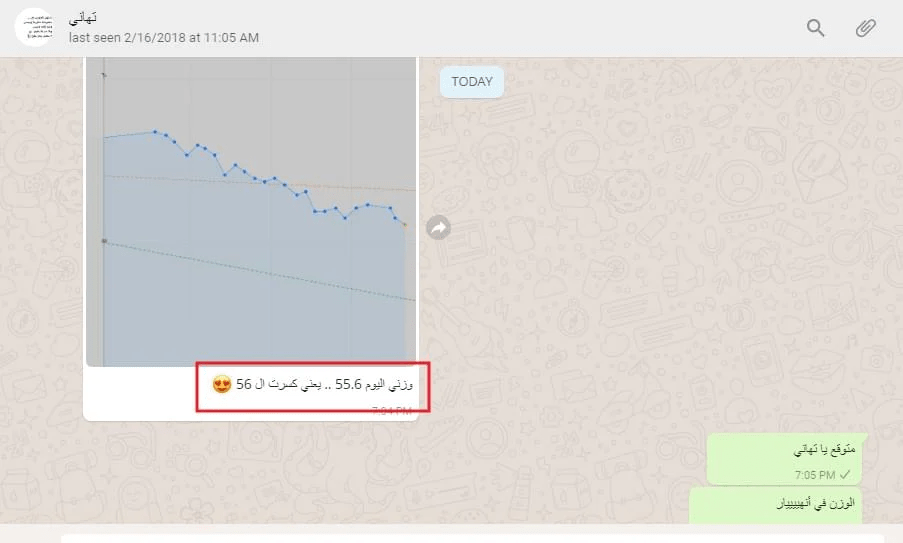 تهاني
last seen 2/16/2018 at 11:05 AM
TODAY
وزني اليوم 55.6 .. يعني كسرت ال 56 😍
7:04 PM
متوقع يا تهاني
7:05 PM
الوزن في أنهيييييار